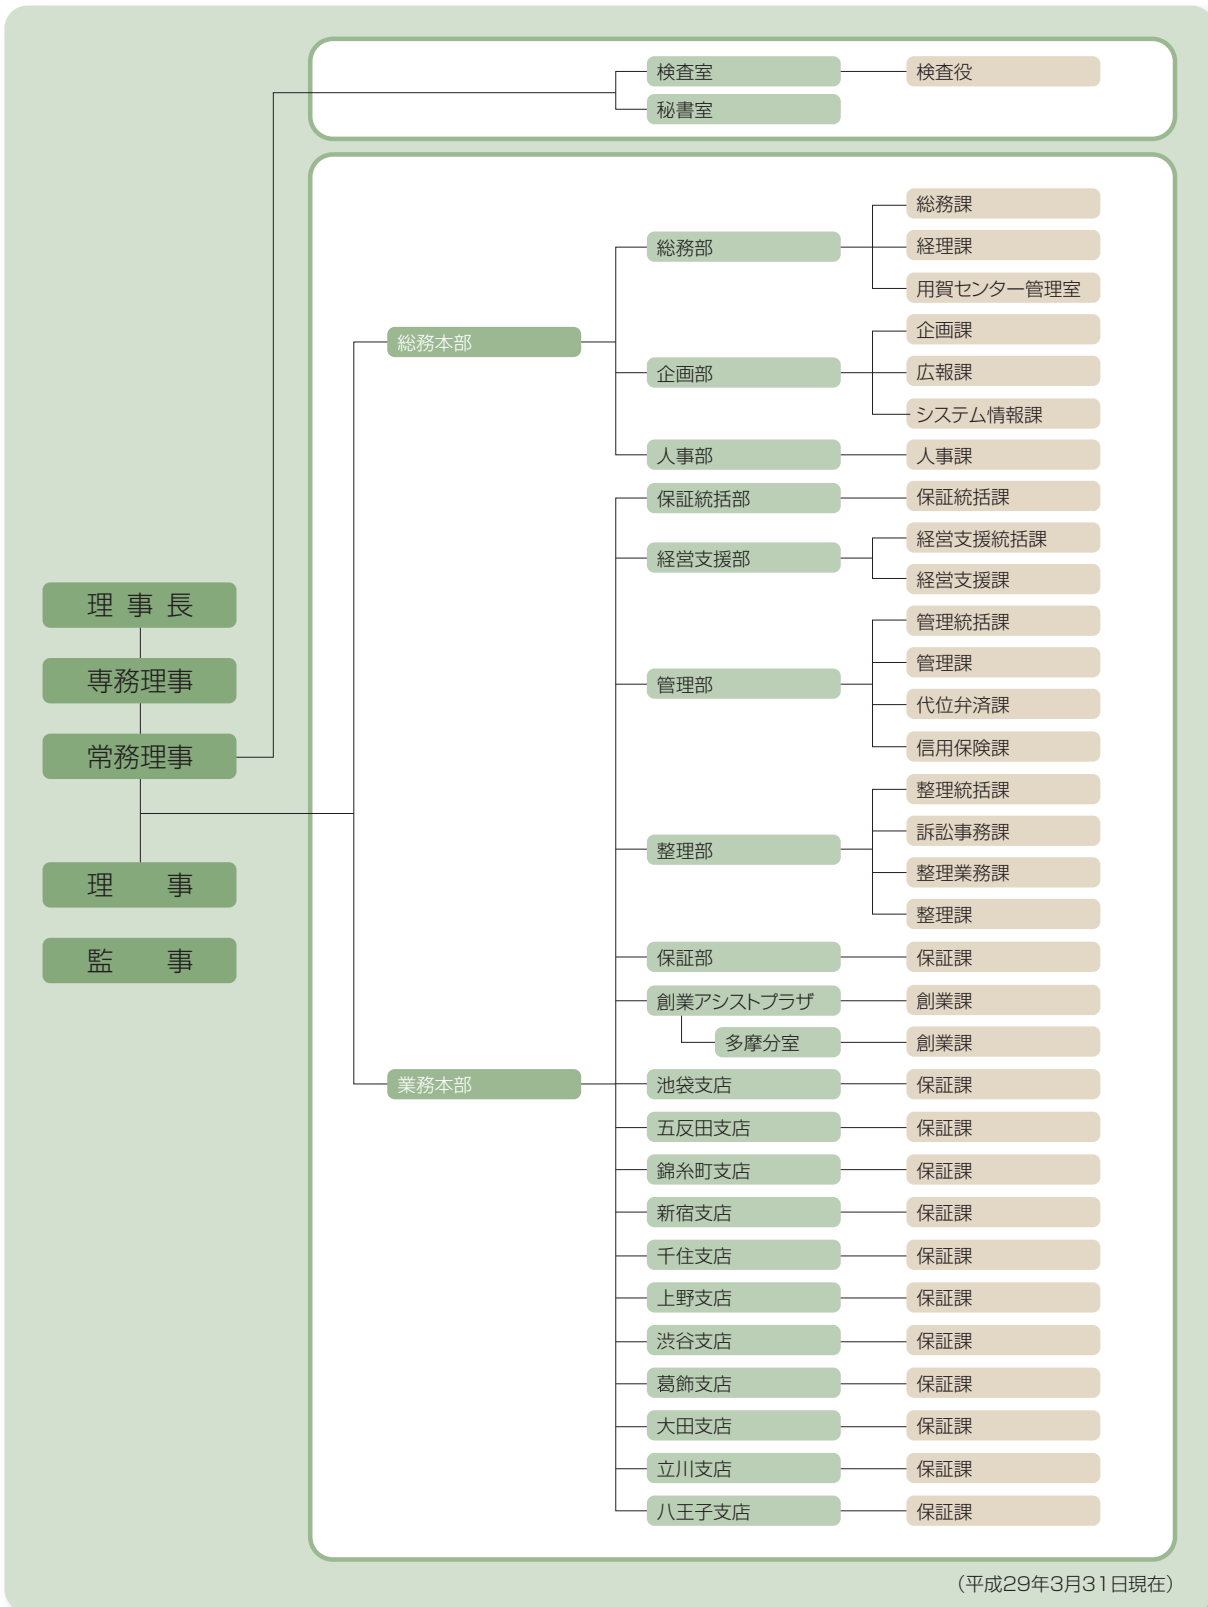 検査室
検査役
秘書室
総務課
総務部
経理課
用賀センター管理室
総務本部
企画課
企画部
広報課
システム情報課
人事部
人事課
保証統括部
保証統括課
経営支援部
経営支援統括課
経営支援課
理事長
専務理事
常務理事
理事
監事
管理統括課
管理部
管理課
代位弁済課
信用保険課
整理統括課
訴訟事務課
整理部
整理業務課
整理課
保証部
保証課
創業アシストプラザ
創業課
多摩分室
創業課
業務本部
池袋支店
保証課
五反田支店
保証課
錦糸町支店
保証課
新宿支店
保証課
千住支店
保証課
上野支店
保証課
渋谷支店
保証課
葛飾支店
保証課
大田支店
保証課
立川支店
保証課
八王子支店
保証課
（平成29年3月31日現在）